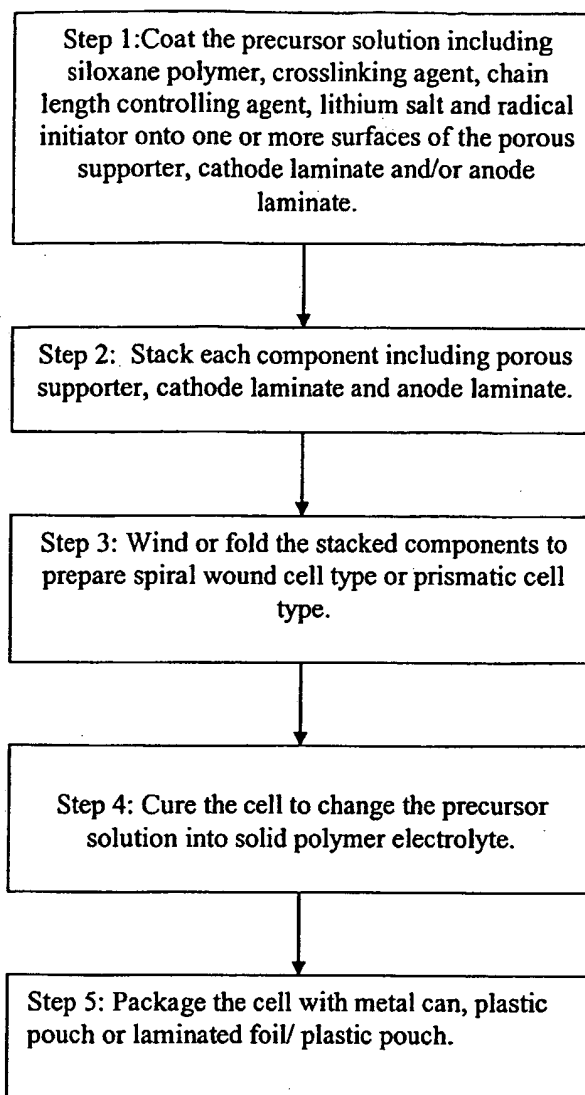 Step 1:Coat the precursor solution including
siloxane polymer, crosslinking agent, chain
length controlling agent, lithium salt and radical
initiator onto one or more surfaces of the porous
supporter, cathode laminate and/or anode
laminate.
Step 2: Stack each component including porous
supporter, cathode laminate and anode laminate.
Step 3: Wind or fold the stacked components to
prepare spiral wound cell type or prismatic cell
type.
Step 4: Cure the cell to change the precursor
solution into solid polymer electrolyte.
Step 5: Package the cell with metal can, plastic
pouch or laminated foil/ plastic pouch.